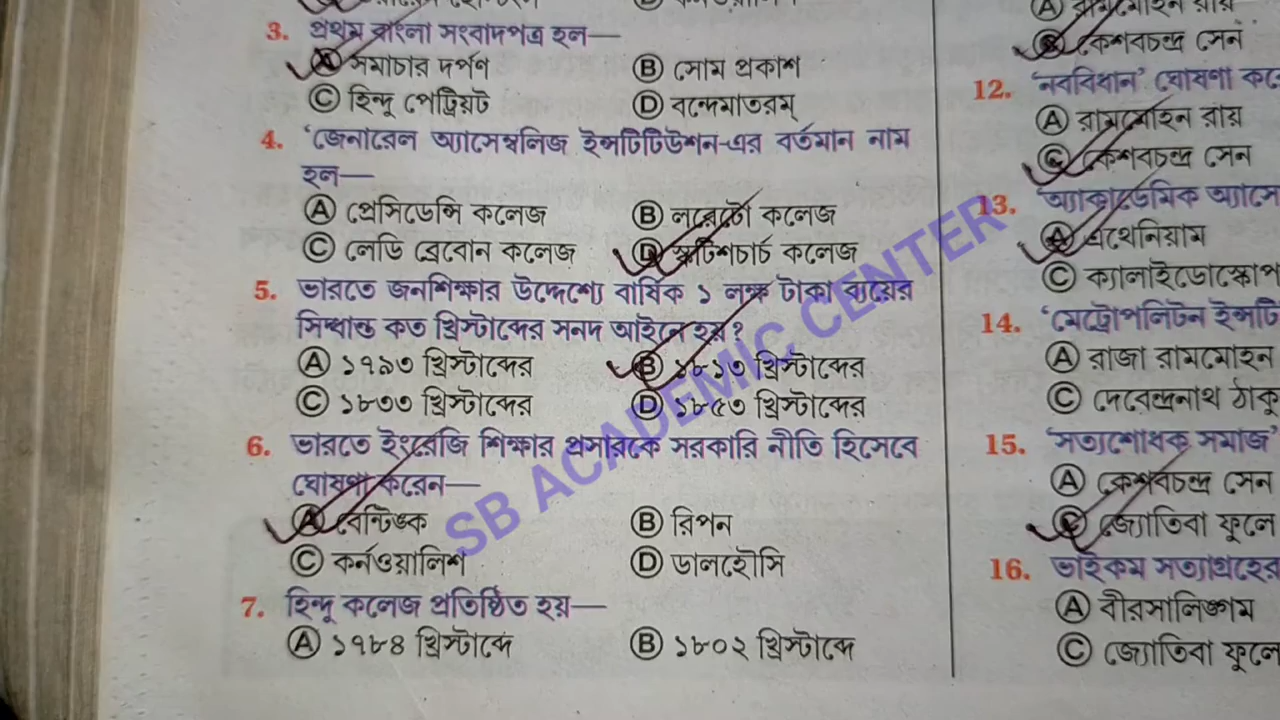 3. প্রথম বাংলা সংবাদপত্র হল—
Ⓐ সমাচার দর্পণ Ⓑ সোম প্রকাশ
Ⓒ হিন্দু পেট্রিয়ট Ⓓ বন্দেমাতরম্
4. ‘জেনারেল অ্যাসেম্বলিজ ইন্সটিটিউশন-এর বর্তমান নাম
হল—
Ⓐ প্রেসিডেন্সি কলেজ Ⓑ লরেটো কলেজ
Ⓒ লেডি ব্রেবোন কলেজ Ⓓ স্কটিশচার্চ কলেজ
5. ভারতে জনশিক্ষার উদ্দেশ্যে বার্ষিক ১ লক্ষ টাকা ব্যয়ের
সিদ্ধান্ত কত খ্রিস্টাব্দের সনদ আইনে হয়?
Ⓐ ১৭৯৩ খ্রিস্টাব্দের Ⓑ ১৮১৩ খ্রিস্টাব্দের
Ⓒ ১৮৩৩ খ্রিস্টাব্দের Ⓓ ১৮৫৩ খ্রিস্টাব্দের
6. ভারতে ইংরেজি শিক্ষার প্রসারকে সরকারি নীতি হিসেবে
ঘোষণা করেন—
Ⓐ বেন্টিঙ্ক Ⓑ রিপন
Ⓒ কর্নওয়ালিশ Ⓓ ডালহৌসি
7. হিন্দু কলেজ প্রতিষ্ঠিত হয়—
Ⓐ ১৭৮৪ খ্রিস্টাব্দে Ⓑ ১৮০২ খ্রিস্টাব্দে
Ⓐ রামমোহন রায়
কেশবচন্দ্র সেন
12. ‘নববিধান’ ঘোষণা
Ⓐ রামমোহন রায়
Ⓒ কেশবচন্দ্র সেন
13. অ্যাকাডেমিক
Ⓐ এথেনিয়াম
Ⓒ
14. ‘মেট্রোপলিটন
Ⓐ রাজা রামমোহন
Ⓒ দেবেন্দ্রনাথ
15. ‘সত্যশোধক সমাজ’
Ⓐ কেশবচন্দ্র সেন
Ⓒ জ্যোতিবা ফুলে
16. ভাইকম সত্যাগ্রহের
Ⓐ বীরসালিঙ্গম
Ⓒ জ্যোতিবা ফুলে
SB ACADEMIC CENTER